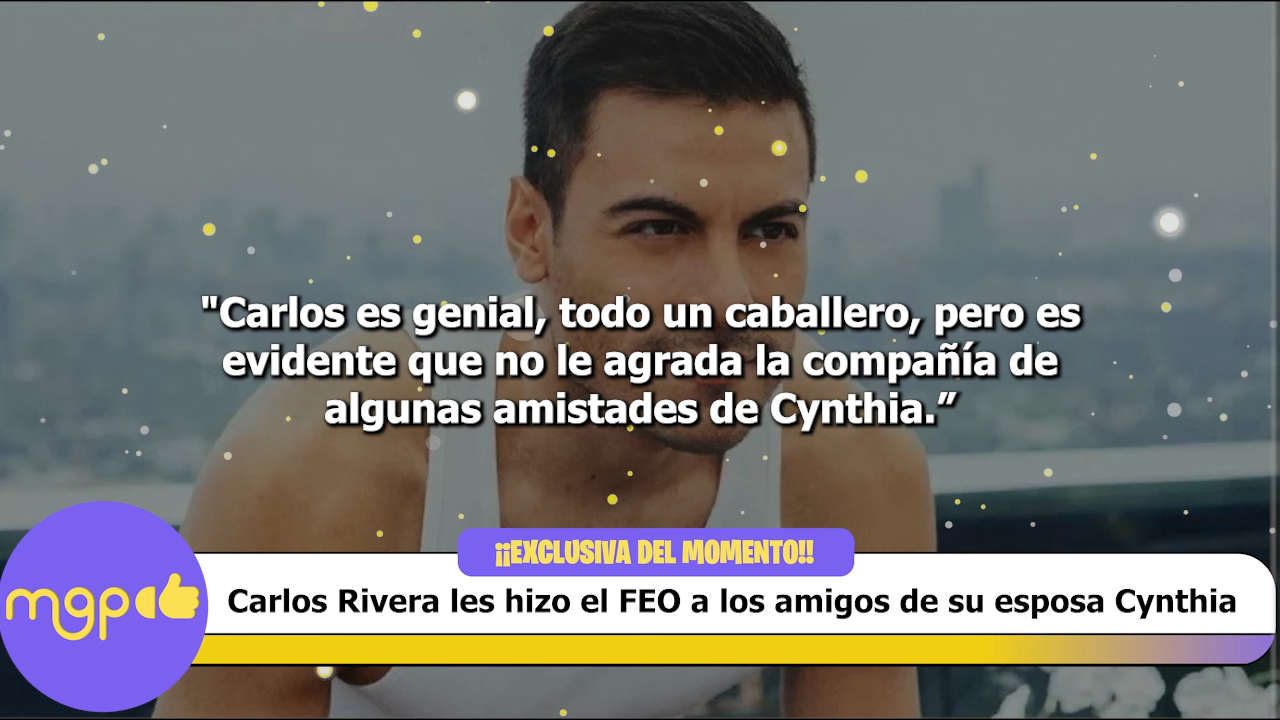 "Carlos es genial, todo un caballero, pero es
evidente que no le agrada la compañía de
algunas amistades de Cynthia.”
¡¡EXCLUSIVA DEL MOMENTO!!
Carlos Rivera les hizo el FEO a los amigos de su esposa Cynthia
mgp